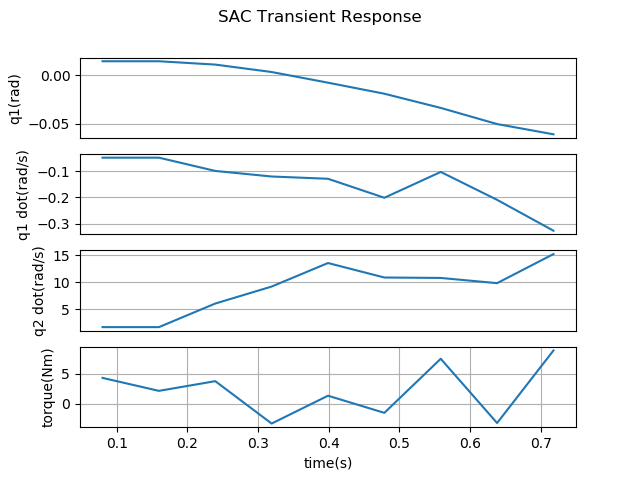 SAC Transient Response
q1(rad)
0.00
−0.05
q1 dot(rad/s)
−0.1
−0.2
−0.3
q2 dot(rad/s)
15
10
5
torque(Nm)
5
0
0.1 0.2 0.3 0.4 0.5 0.6 0.7
time(s)